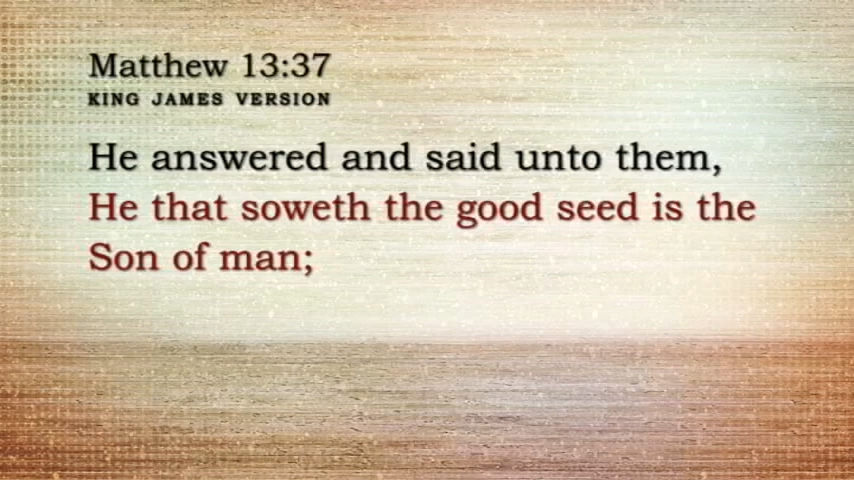 Matthew 13:37
KING JAMES VERSION
He answered and said unto them,
He that soweth the good seed is the
Son of man;